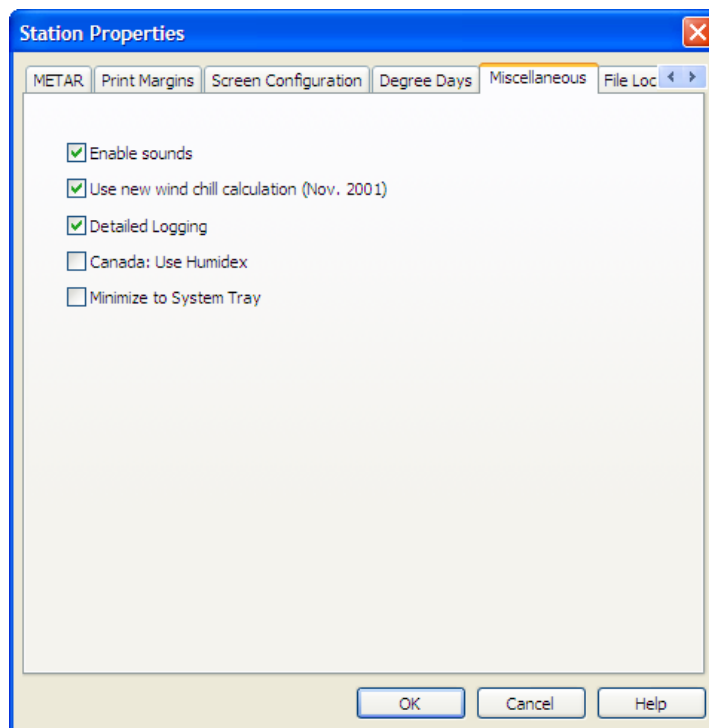 Station Properties
METAR Print Margins Screen Configuration Degree Days Miscellaneous File Loc
Enable sounds
Use new wind chill calculation (Nov. 2001)
Detailed Logging
Canada: Use Humidex
Minimize to System Tray
OK Cancel Help